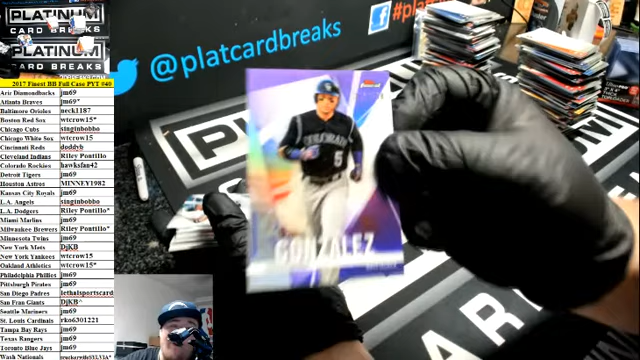 PLATINUM
CARD BREAKS
PLATINUM
CARD BREAKS
@platcardbreaks
2017 Finest BB Full Case PYT #40
Ariz Diamondbacks jm69
Atlanta Braves jm69*
Baltimore Orioles neck1187
Boston Red Sox wtcrow15*
Chicago Cubs singinbobbo
Chicago White Sox wtcrow15
Cincinnati Reds doddyb
Cleveland Indians Riley Pontillo
Colorado Rockies hawksfan42
Detroit Tigers jm69
Houston Astros MINNEY1982
Kansas City Royals jm69
L.A. Angels singinbobbo
L.A. Dodgers Riley Pontillo*
Miami Marlins jm69
Milwaukee Brewers Riley Pontillo*
Minnesota Twins jm69
New York Mets DjKB
New York Yankees wtcrow15
Oakland Athletics wtcrow15*
Philadelphia Phillies jm69
Pittsburgh Pirates jm69
San Diego Padres lethalsportscard
San Fran Giants DjKB^
Seattle Mariners jm69
St. Louis Cardinals rko6301221
Tampa Bay Rays jm69
Texas Rangers jm69
Toronto Blue Jays jm69
Wash Nationals
Finest
COLORADO
5
GONZALEZ